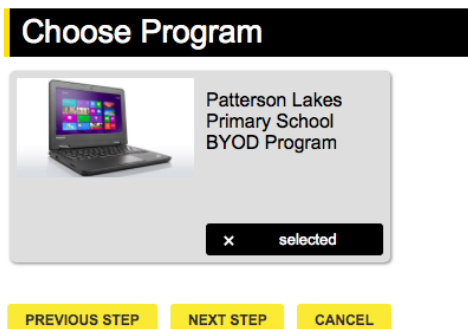 Choose Program
Patterson Lakes
Primary School
BYOD Program
× selected
PREVIOUS STEP NEXT STEP CANCEL